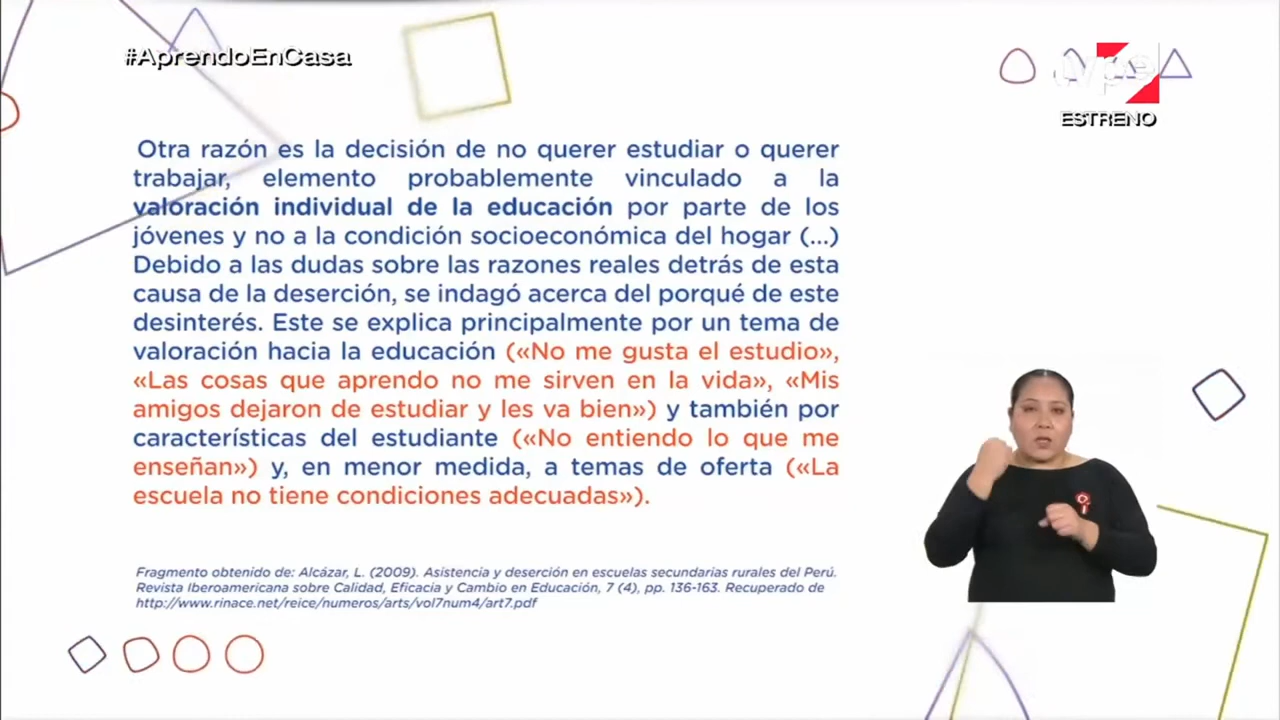 #AprendoEnCasa
tvpe
ESTRENO
Otra razón es la decisión de no querer estudiar o querer
trabajar, elemento probablemente vinculado a la
valoración individual de la educación por parte de los
jóvenes y no a la condición socioeconómica del hogar (...)
Debido a las dudas sobre las razones reales detrás de esta
causa de la deserción, se indagó acerca del porqué de este
desinterés. Este se explica principalmente por un tema de
valoración hacia la educación («No me gusta el estudio»,
«Las cosas que aprendo no me sirven en la vida», «Mis
amigos dejaron de estudiar y les va bien») y también por
características del estudiante («No entiendo lo que me
enseñan») y, en menor medida, a temas de oferta («La
escuela no tiene condiciones adecuadas»).
Fragmento obtenido de: Alcázar, L. (2009). Asistencia y deserción en escuelas secundarias rurales del Perú.
Revista Iberoamericana sobre Calidad, Eficacia y Cambio en Educación, 7 (4), pp. 136-163. Recuperado de
http://www.rinace.net/reice/numeros/arts/vol7num4/art7.pdf